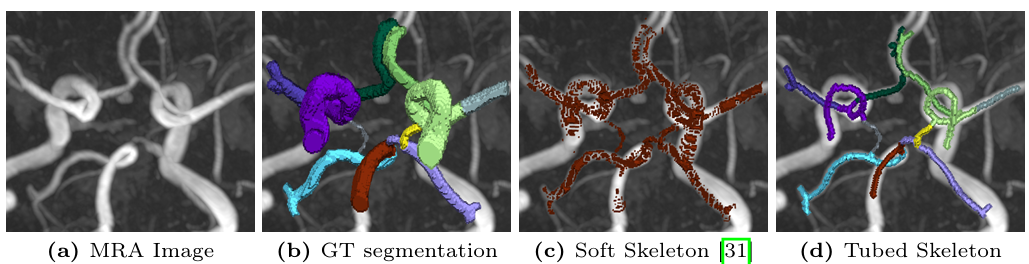 (a) MRA Image
(b) GT segmentation
(c) Soft Skeleton [31]
(d) Tubed Skeleton